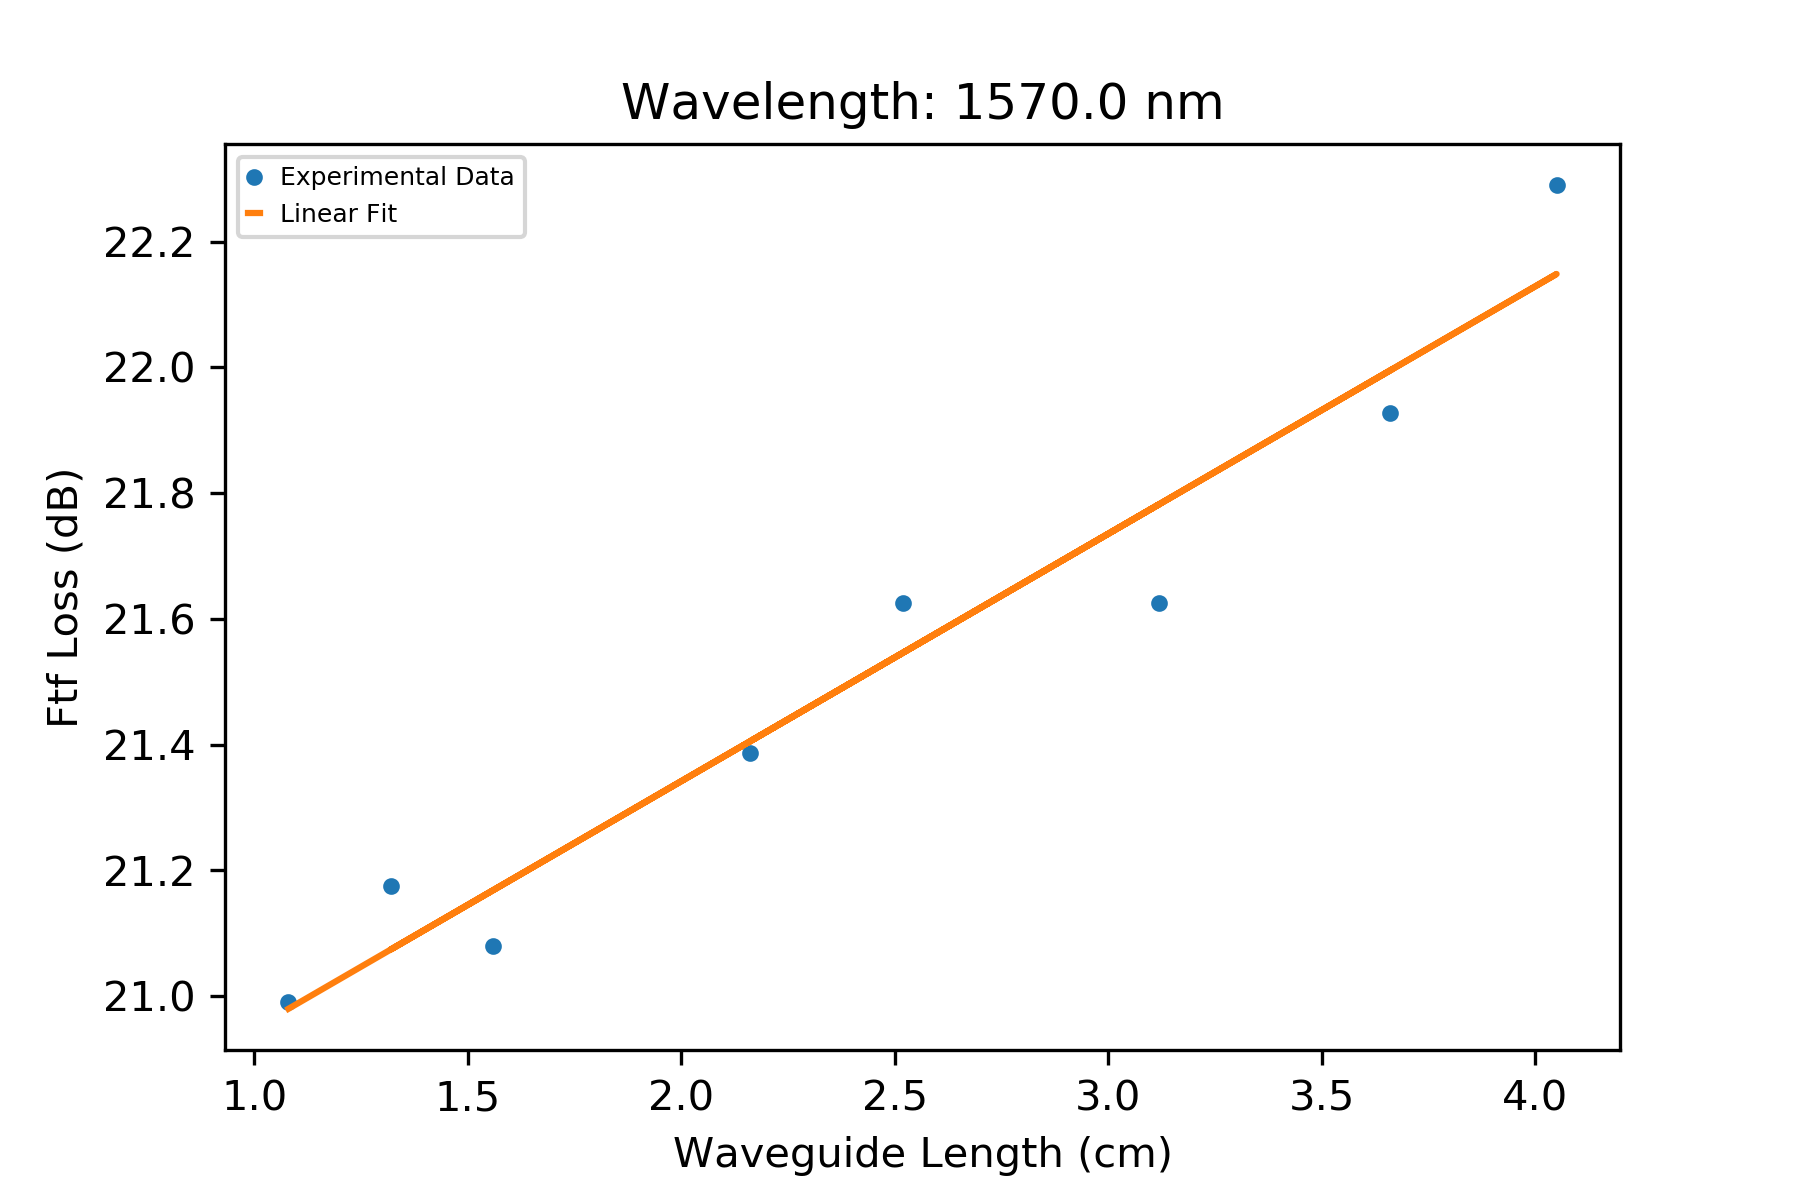 Wavelength: 1570.0 nm
Experimental Data
Linear Fit
22.2
22.0
21.8
21.6
21.4
21.2
21.0
Ftf Loss (dB)
1.0 1.5 2.0 2.5 3.0 3.5 4.0
Waveguide Length (cm)